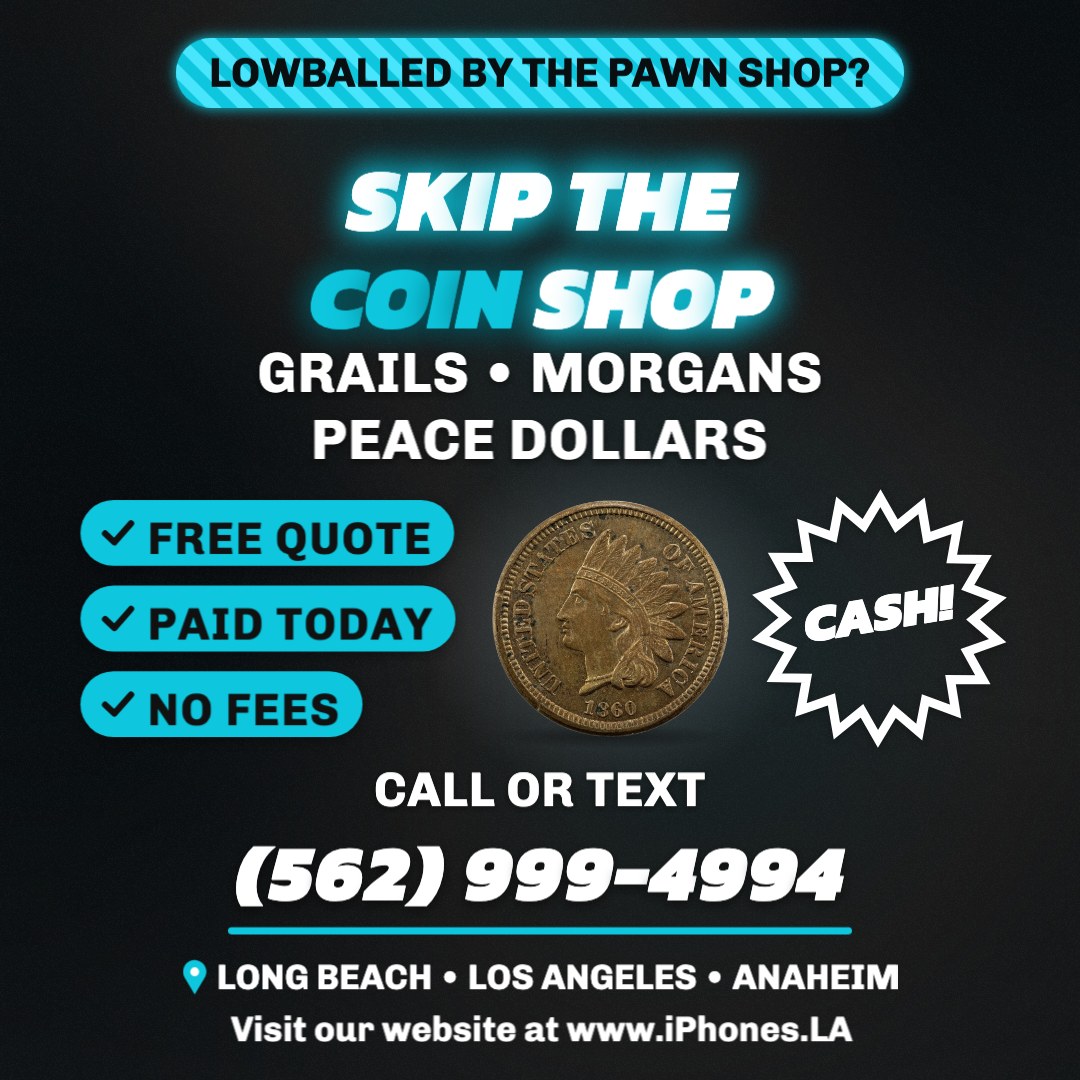 LOWBALLED BY THE PAWN SHOP?
SKIP THE
COIN SHOP
GRAILS • MORGANS
PEACE DOLLARS
✓ FREE QUOTE
✓ PAID TODAY
✓ NO FEES
UNITED STATES OF AMERICA
1860
CASH!
CALL OR TEXT
(562) 999-4994
LONG BEACH • LOS ANGELES • ANAHEIM
Visit our website at www.iPhones.LA